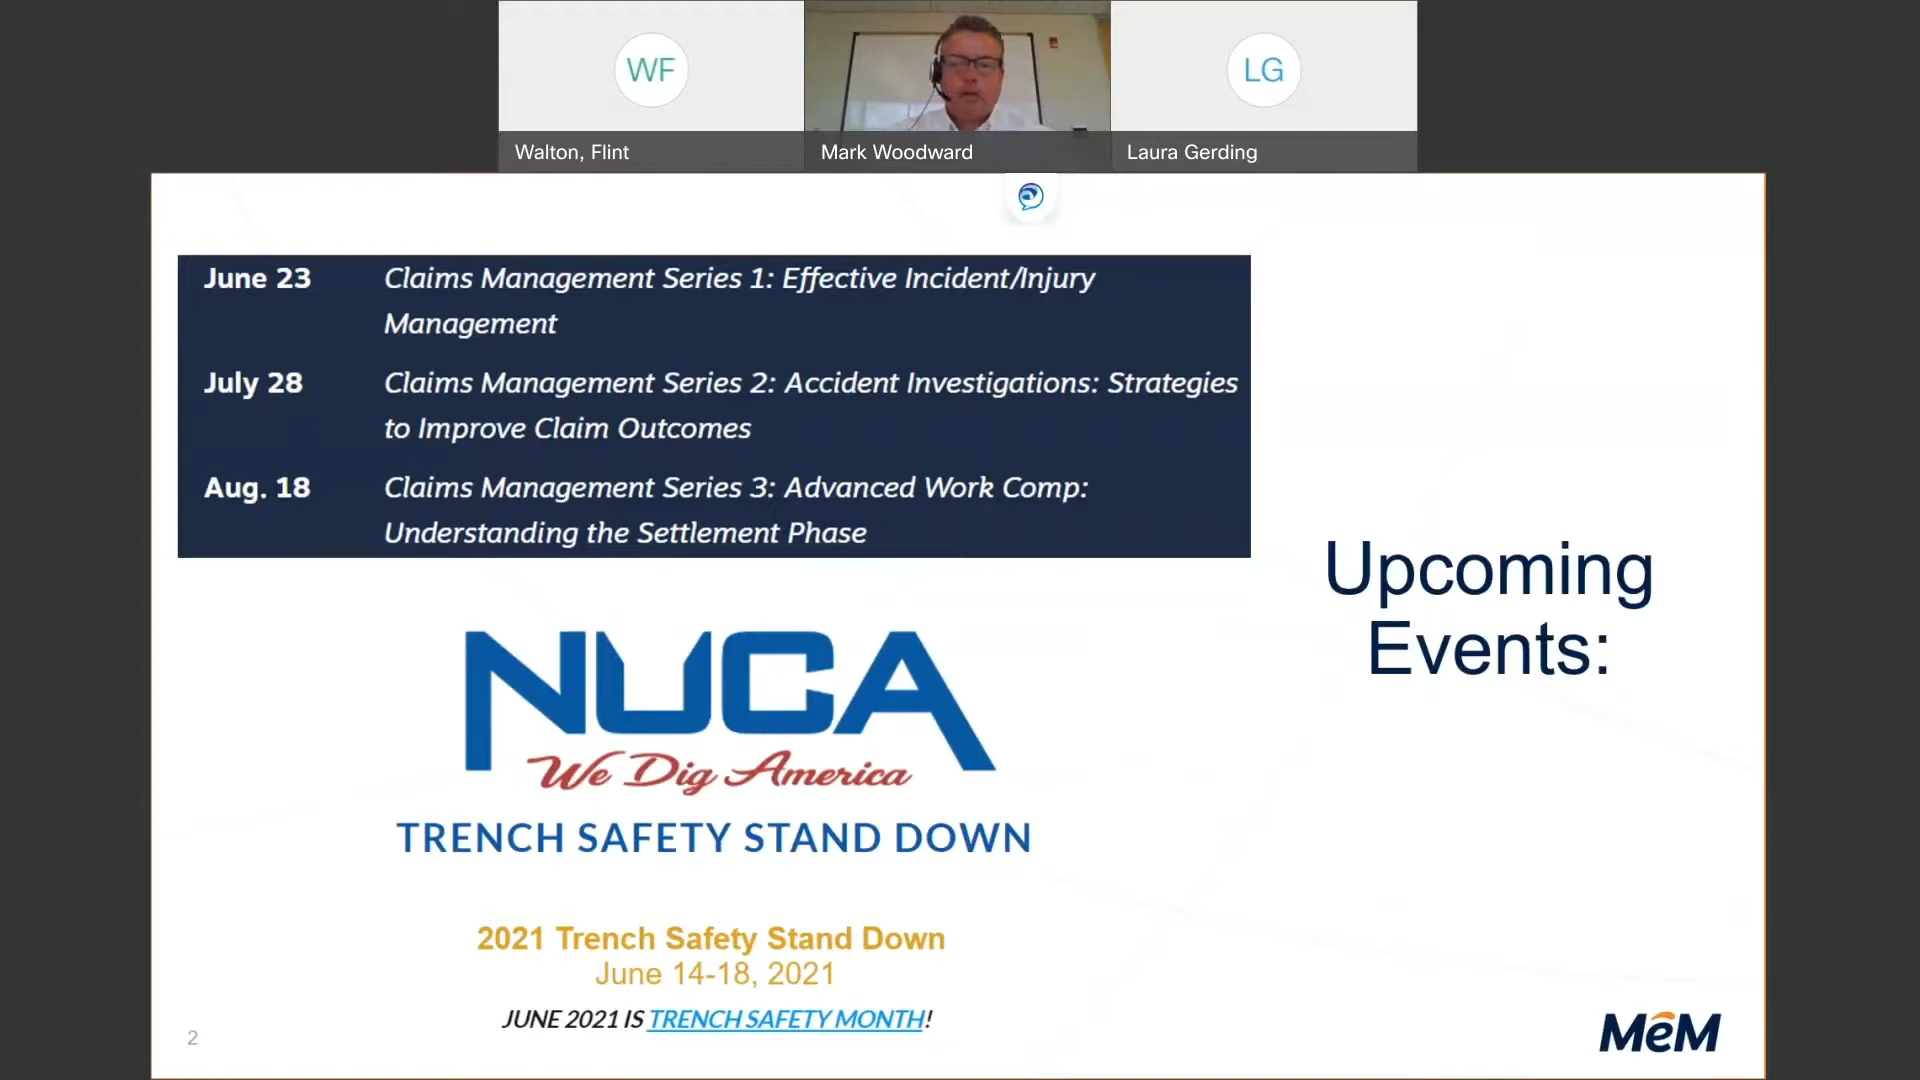 WF
LG
Walton, Flint
Mark Woodward
Laura Gerding
June 23
Claims Management Series 1: Effective Incident/Injury
Management
July 28
Claims Management Series 2: Accident Investigations: Strategies
to Improve Claim Outcomes
Aug. 18
Claims Management Series 3: Advanced Work Comp:
Understanding the Settlement Phase
Upcoming
Events:
NUCA
We Dig America
TRENCH SAFETY STAND DOWN
2021 Trench Safety Stand Down
June 14-18, 2021
JUNE 2021 IS TRENCH SAFETY MONTH!
2
MeM